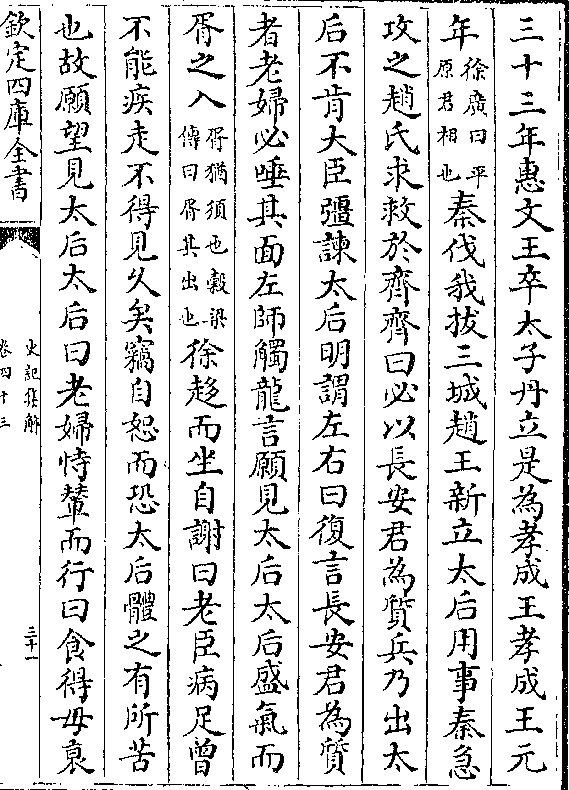 三十三年惠文王卒太子丹立是為孝成王孝成王元
年徐廣曰平原君相也秦伐我拔三城趙王新立太后用事秦急
攻之趙氏求救於齊齊曰必以長安君為質兵乃出太
后不肯大臣彊諫太后明謂左右曰復言長安君為質
者老婦必唾其面左師觸龍言願見太后太后盛氣而
胥之入胥猶須也穀梁傳曰胥其出也徐趍而坐自謝曰老臣病足曾
不能疾走不得見久矣竊自恕而恐太后體之有所苦
也故願望見太后太后曰老婦恃輦而行曰食得毋衰
欽定四庫全書
史記集解
卷四十三
三十一